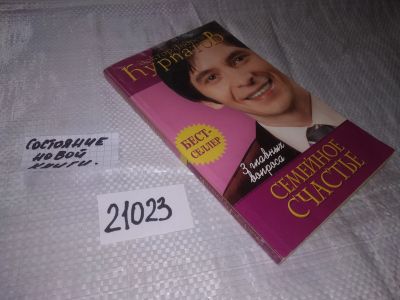 Состояние
новой
книги.
21023
Курпатов
БЕСТ-
СЕЛЛЕР
3 главных
вопроса
СЕМЕЙНОЕ
СЧАСТЬЕ